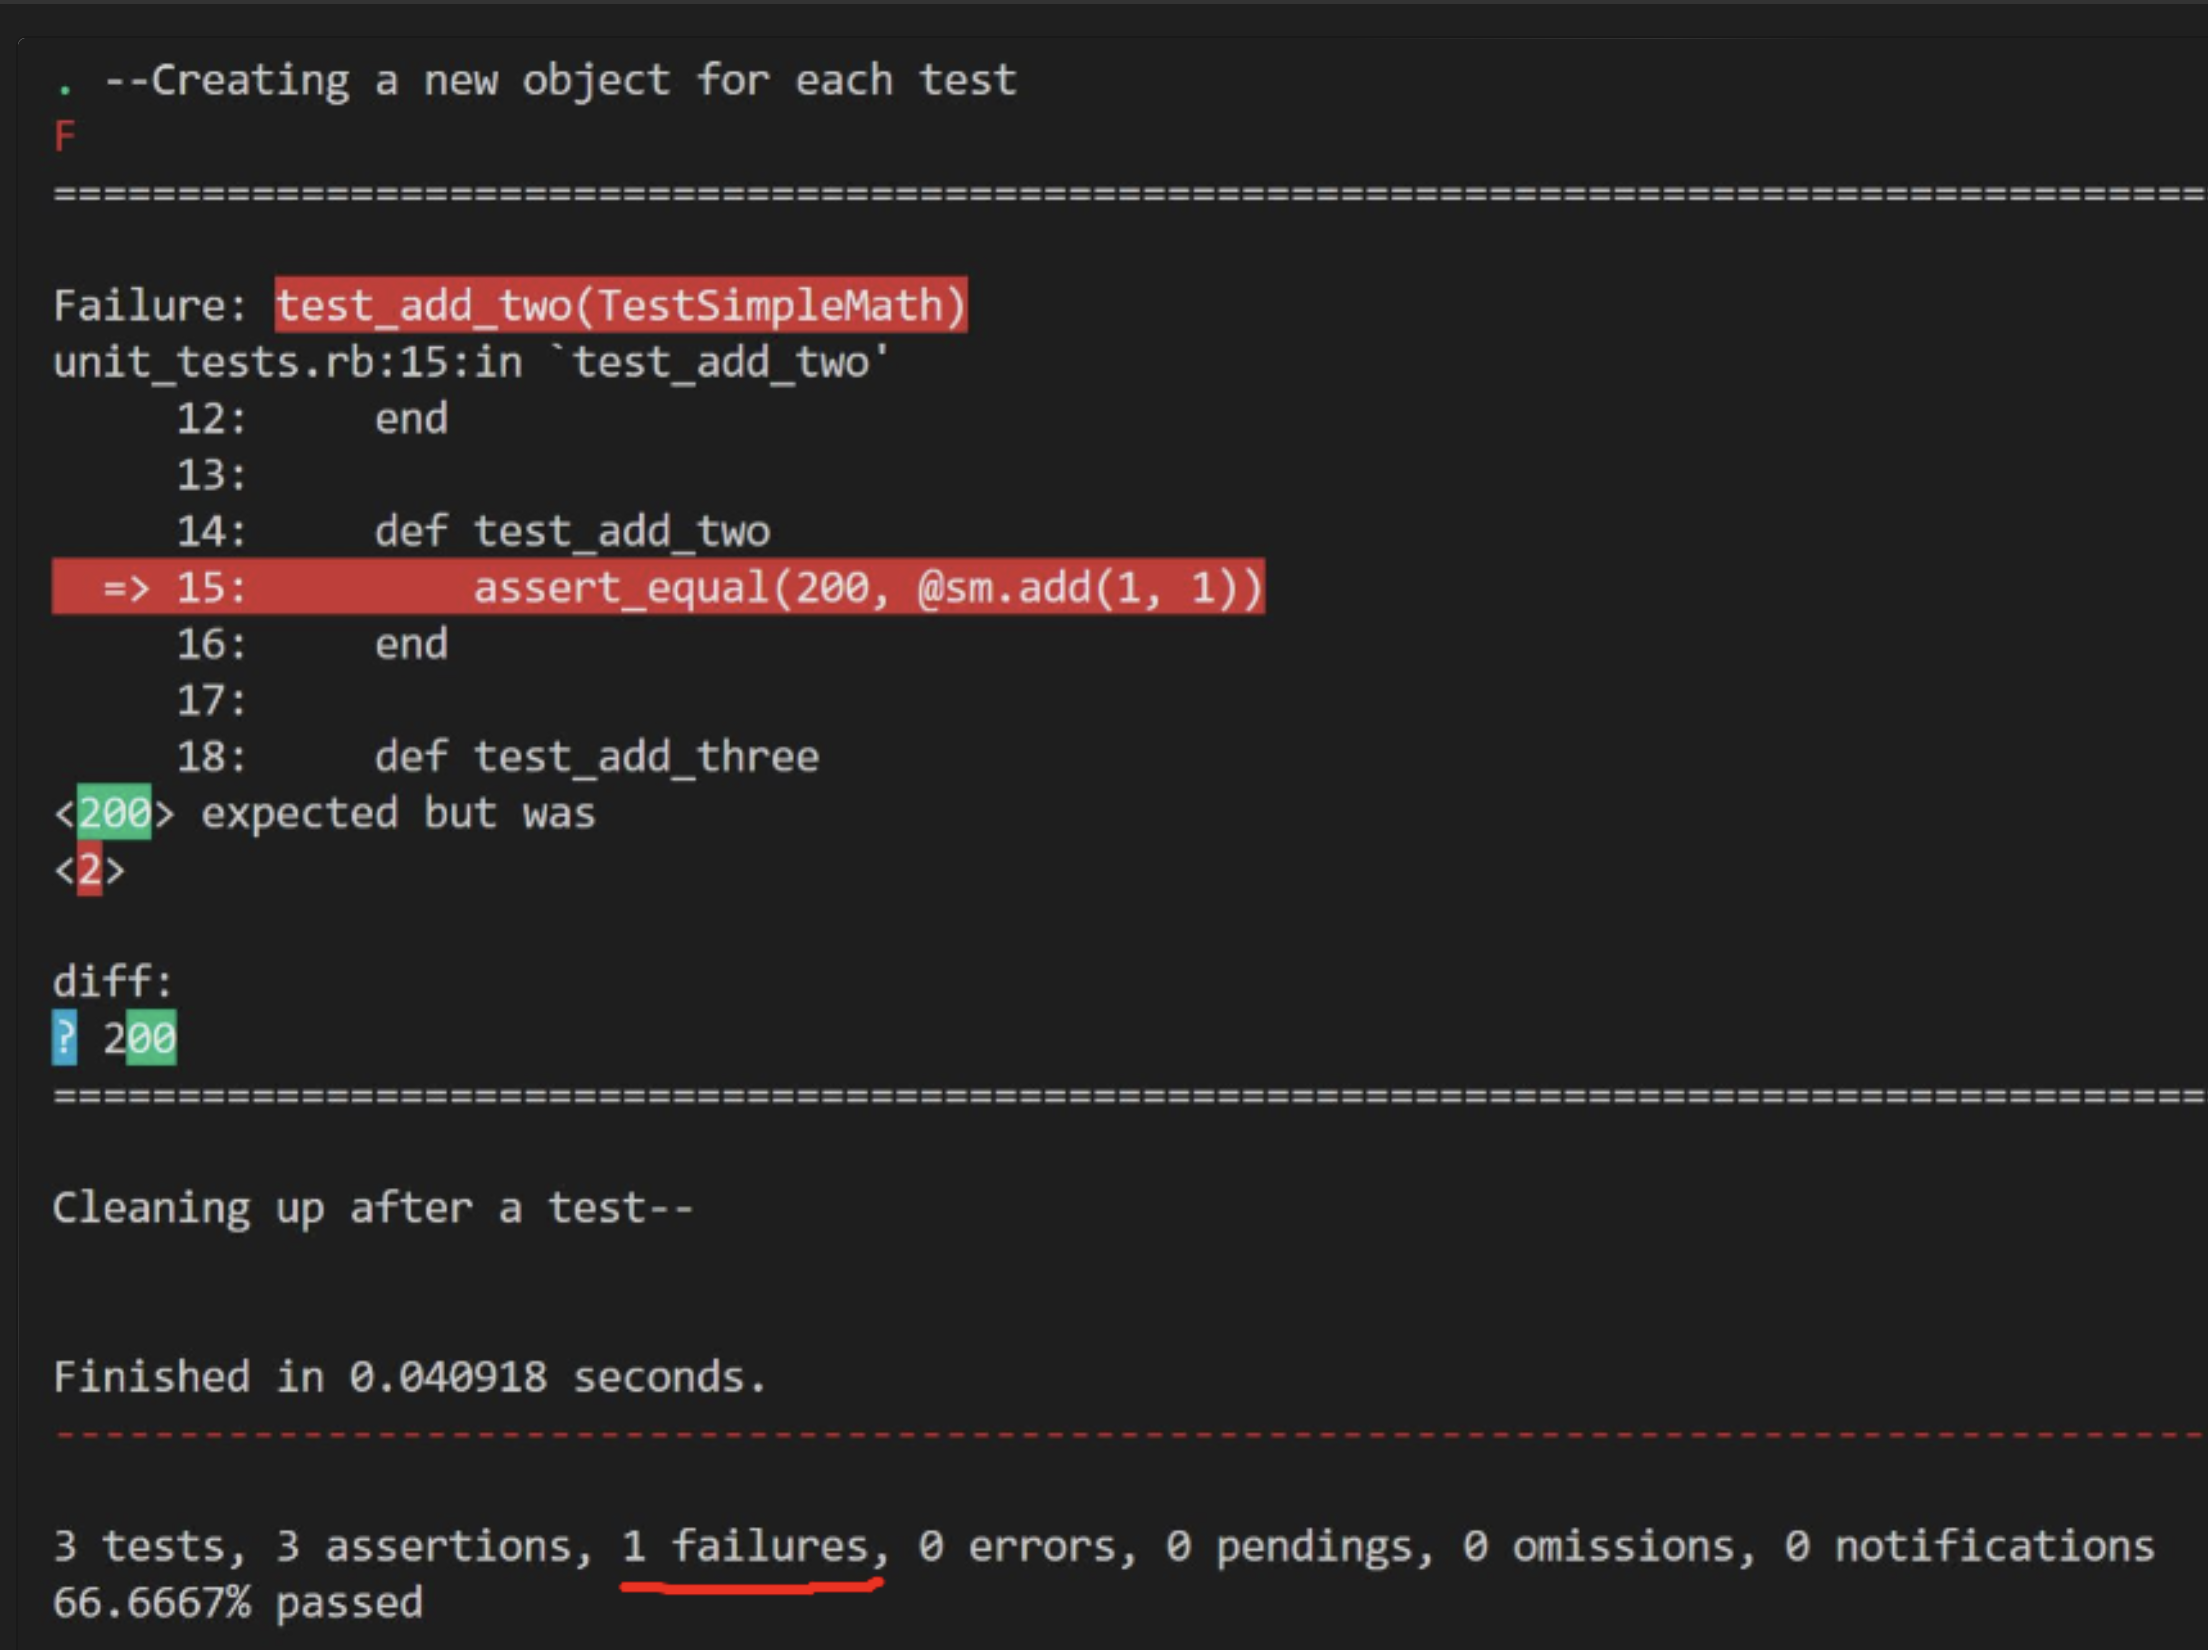 . --Creating a new object for each test
F
========================================================================================
Failure: test_add_two(TestSimpleMath)
unit_tests.rb:15:in `test_add_two'
12: end
13:
14: def test_add_two
=> 15: assert_equal(200, @sm.add(1, 1))
16: end
17:
18: def test_add_three
<200> expected but was
<2>
diff:
? 200
========================================================================================
Cleaning up after a test--
Finished in 0.040918 seconds.
----------------------------------------------------------------------------------------
3 tests, 3 assertions, 1 failures, 0 errors, 0 pendings, 0 omissions, 0 notifications
66.6667% passed